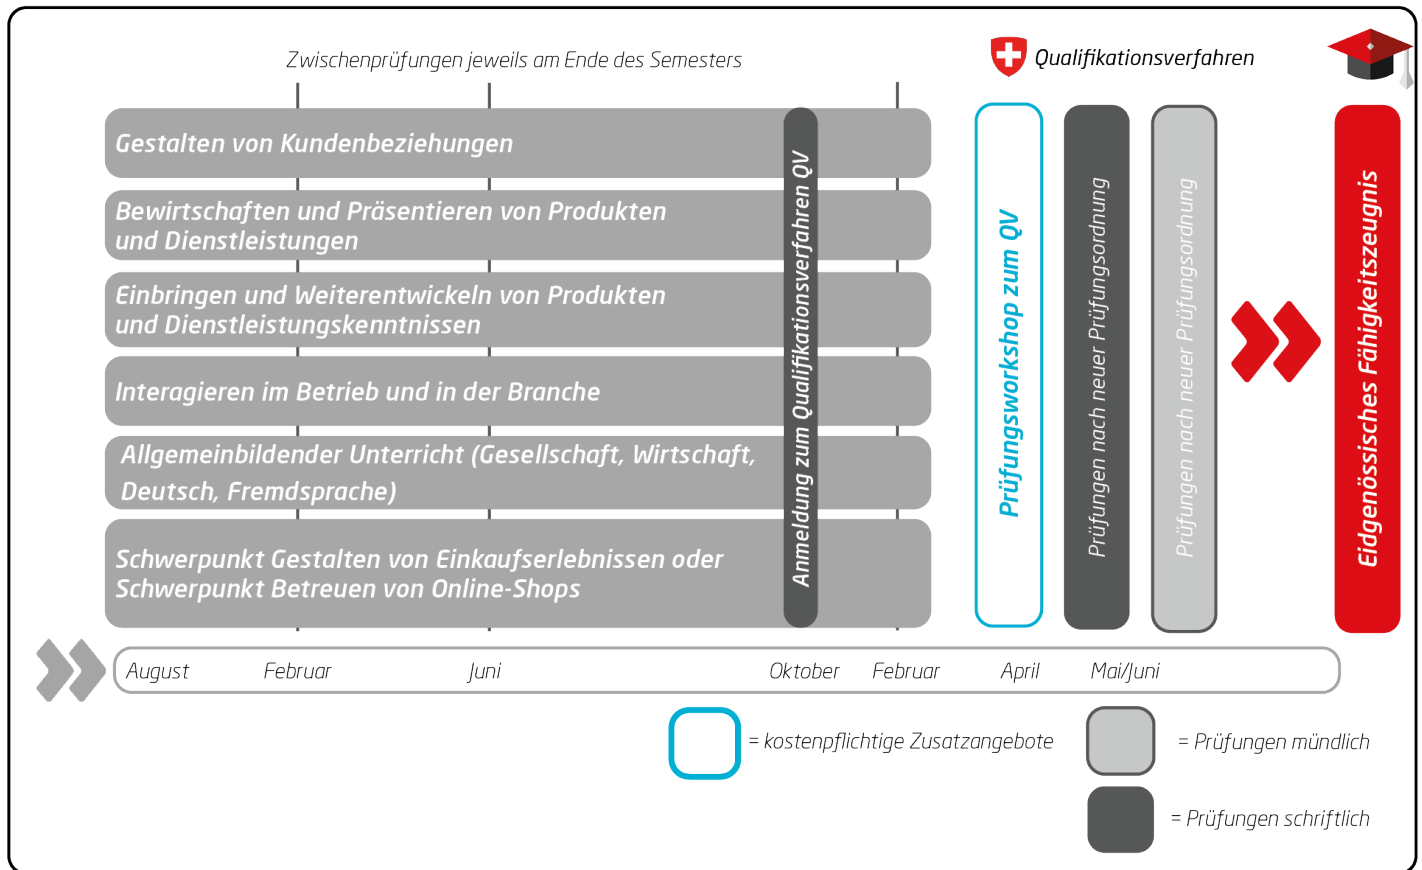 Zwischenprüfungen jeweils am Ende des Semesters
Qualifikationsverfahren
Gestalten von Kundenbeziehungen
Bewirtschaften und Präsentieren von Produkten
und Dienstleistungen
Einbringen und Weiterentwickeln von Produkten
und Dienstleistungskenntnissen
Interagieren im Betrieb und in der Branche
Allgemeinbildender Unterricht (Gesellschaft, Wirtschaft,
Deutsch, Fremdsprache)
Schwerpunkt Gestalten von Einkaufserlebnissen oder
Schwerpunkt Betreuen von Online-Shops
Anmeldung zum Qualifikationsverfahren QV
Prüfungsworkshop zum QV
Prüfungen nach neuer Prüfungsordnung
Prüfungen nach neuer Prüfungsordnung
Eidgenössisches Fähigkeitszeugnis
August Februar Juni Oktober Februar April Mai/Juni
= kostenpflichtige Zusatzangebote
= Prüfungen mündlich
= Prüfungen schriftlich